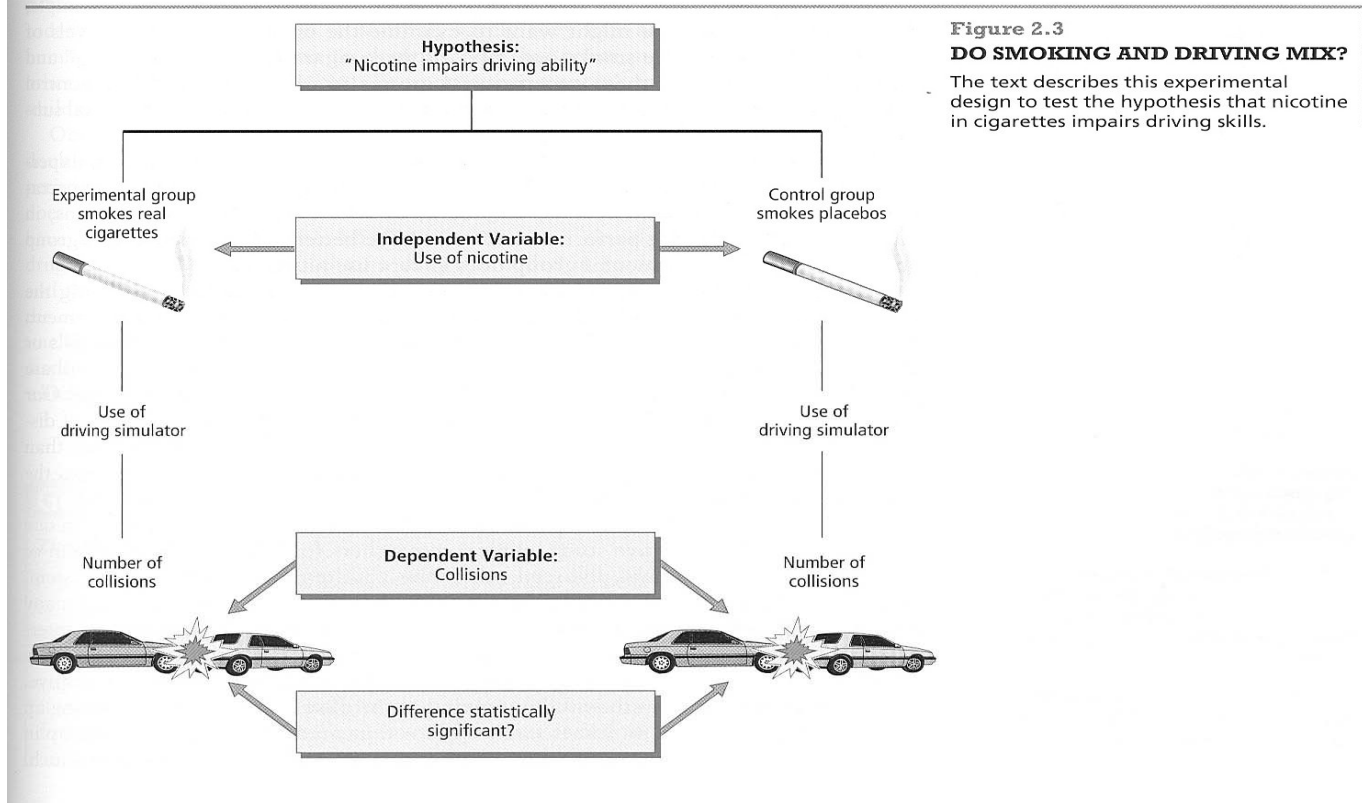 Figure 2.3
DO SMOKING AND DRIVING MIX?
The text describes this experimental
design to test the hypothesis that nicotine
in cigarettes impairs driving skills.
Hypothesis:
“Nicotine impairs driving ability”
Experimental group
smokes real
cigarettes
Control group
smokes placebos
Independent Variable:
Use of nicotine
Use of
driving simulator
Use of
driving simulator
Number of
collisions
Dependent Variable:
Collisions
Number of
collisions
Difference statistically
significant?